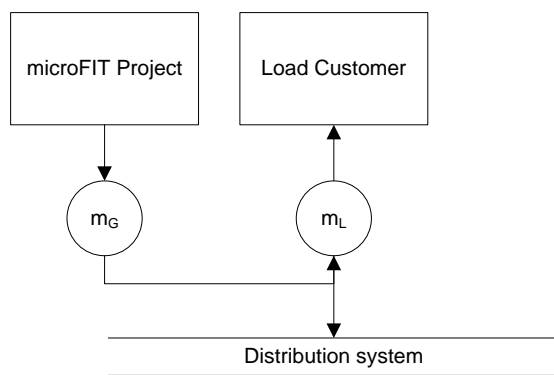 microFIT Project
Load Customer
mG
mL
Distribution system